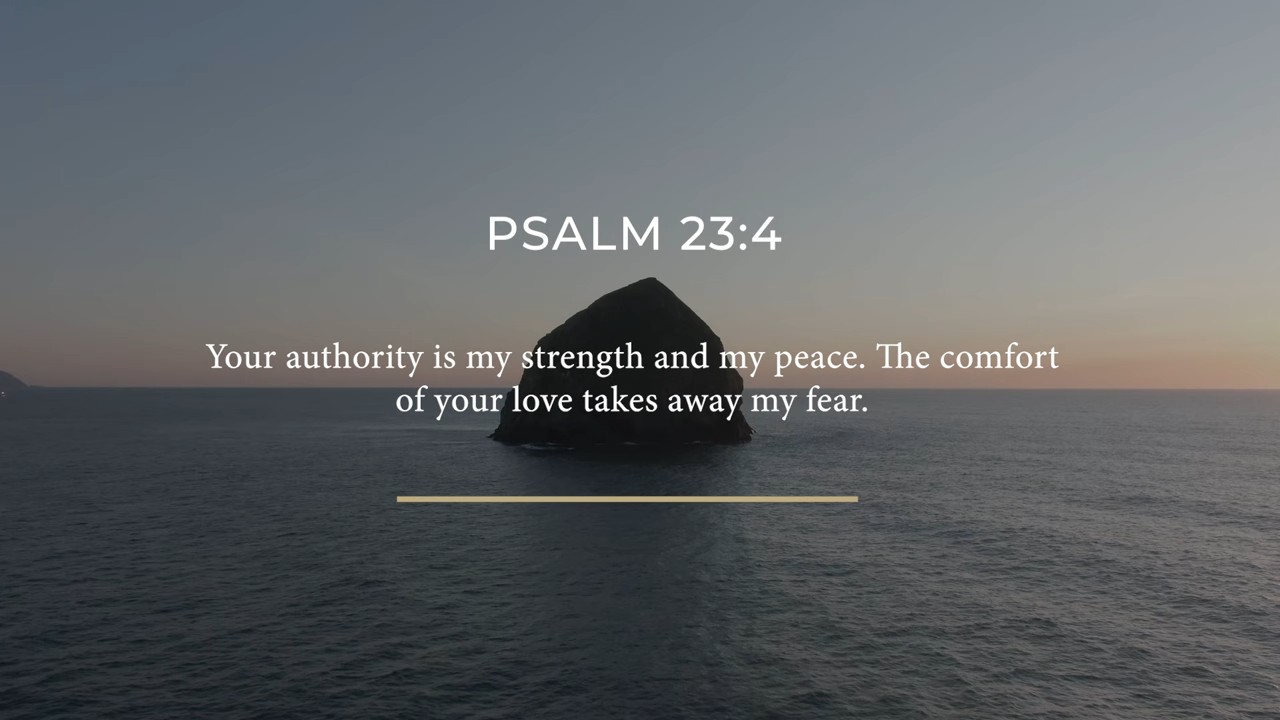 PSALM 23:4
Your authority is my strength and my peace. The comfort
of your love takes away my fear.